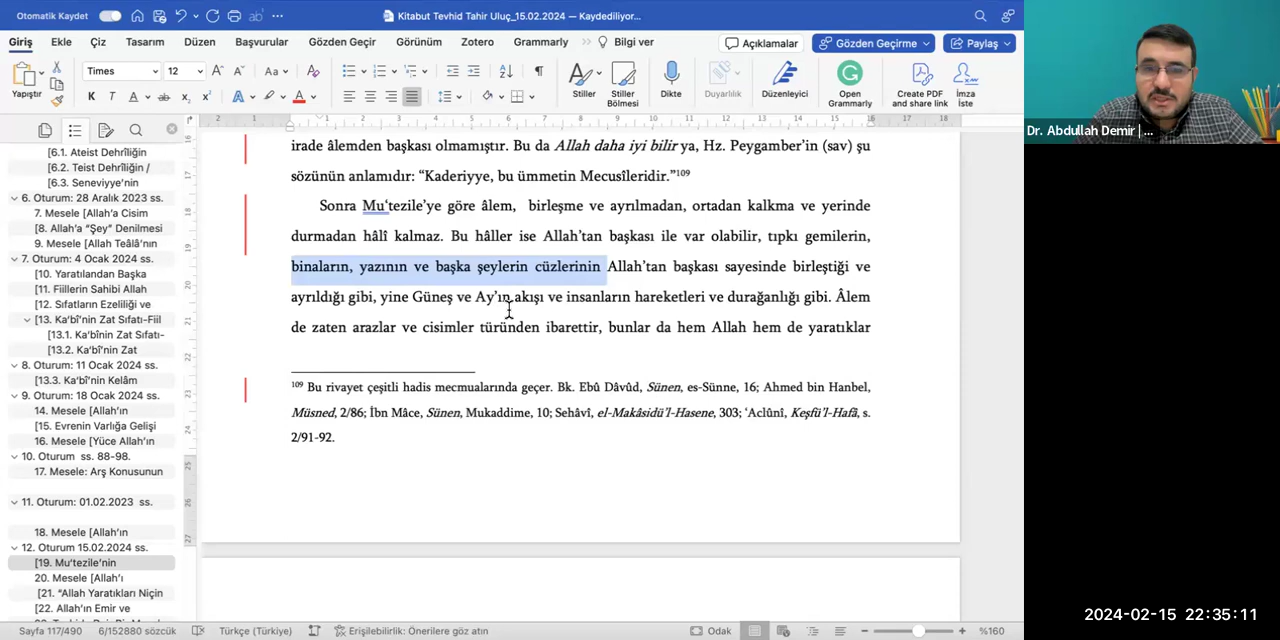 Otomatik Kaydet
Kitabut Tevhid Tahir Uluç_15.02.2024 — Kaydediliyor...
Giriş Ekle Çiz Tasarım Düzen Başvurular Gözden Geçir Görünüm Zotero Grammarly Bilgi ver Açıklamalar Gözden Geçirme Paylaş
Yapıştır
Times 12
K T A ab x₂ x²
Aa
Stiller
Stiller Bölmesi
Dikte
Duyarlılık
Düzenleyici
Open Grammarly
Create PDF and share link
İmza İste
[6.1. Ateist Dehrîliğin
[6.2. Teist Dehrîliğin /
[6.3. Seneviyye'nin
6. Oturum: 28 Aralık 2023 ss.
7. Mesele [Allah'a Cisim
[8. Allah'a “Şey” Denilmesi
9. Mesele [Allah Teâlâ'nın
7. Oturum: 4 Ocak 2024 ss.
[10. Yaratılandan Başka
[11. Fiillerin Sahibi Allah
[12. Sıfatların Ezeliliği ve
[13. Ka‘bî'nin Zat Sıfatı-Fiil
[13.1. Ka‘bînin Zat Sıfatı-
[13.2. Ka‘bî'nin Zat
8. Oturum: 11 Ocak 2024 ss.
[13.3. Ka‘bî'nin Kelâm
9. Oturum: 18 Ocak 2024 ss.
14. Mesele [Allah'ın
[15. Evrenin Varlığa Gelişi
16. Mesele [Yüce Allah'ın
10. Oturum ss. 88-98.
17. Mesele: Arş Konusunun
11. Oturum: 01.02.2023 ss.
18. Mesele [Allah'ın
12. Oturum 15.02.2024 ss.
[19. Mu‘tezile'nin
20. Mesele [Allah'ı
[21. “Allah Yaratıkları Niçin
[22. Allah'ın Emir ve
irade âlemden başkası olmamıştır. Bu da Allah daha iyi bilir ya, Hz. Peygamber'in (sav) şu
sözünün anlamıdır: “Kaderiyye, bu ümmetin Mecusîleridir.”¹⁰⁹
Sonra Mu‘tezile'ye göre âlem, birleşme ve ayrılmadan, ortadan kalkma ve yerinde
durmadan hâlî kalmaz. Bu hâller ise Allah'tan başkası ile var olabilir, tıpkı gemilerin,
binaların, yazının ve başka şeylerin cüzlerinin Allah'tan başkası sayesinde birleştiği ve
ayrıldığı gibi, yine Güneş ve Ay'ın akışı ve insanların hareketleri ve durağanlığı gibi. Âlem
de zaten arazlar ve cisimler türünden ibarettir, bunlar da hem Allah hem de yaratıklar
¹⁰⁹ Bu rivayet çeşitli hadis mecmualarında geçer. Bk. Ebû Dâvûd, Sünen, es-Sünne, 16; Ahmed bin Hanbel,
Müsned, 2/86; İbn Mâce, Sünen, Mukaddime, 10; Sehâvî, el-Makâsidü'l-Hasene, 303; ‘Aclûnî, Keşfü'l-Hafâ, s.
2/91-92.
Sayfa 117/490 6/152880 sözcük Türkçe (Türkiye) Erişilebilirlik: Önerilere göz atın Odak %160
Dr. Abdullah Demir |...
2024-02-15 22:35:11